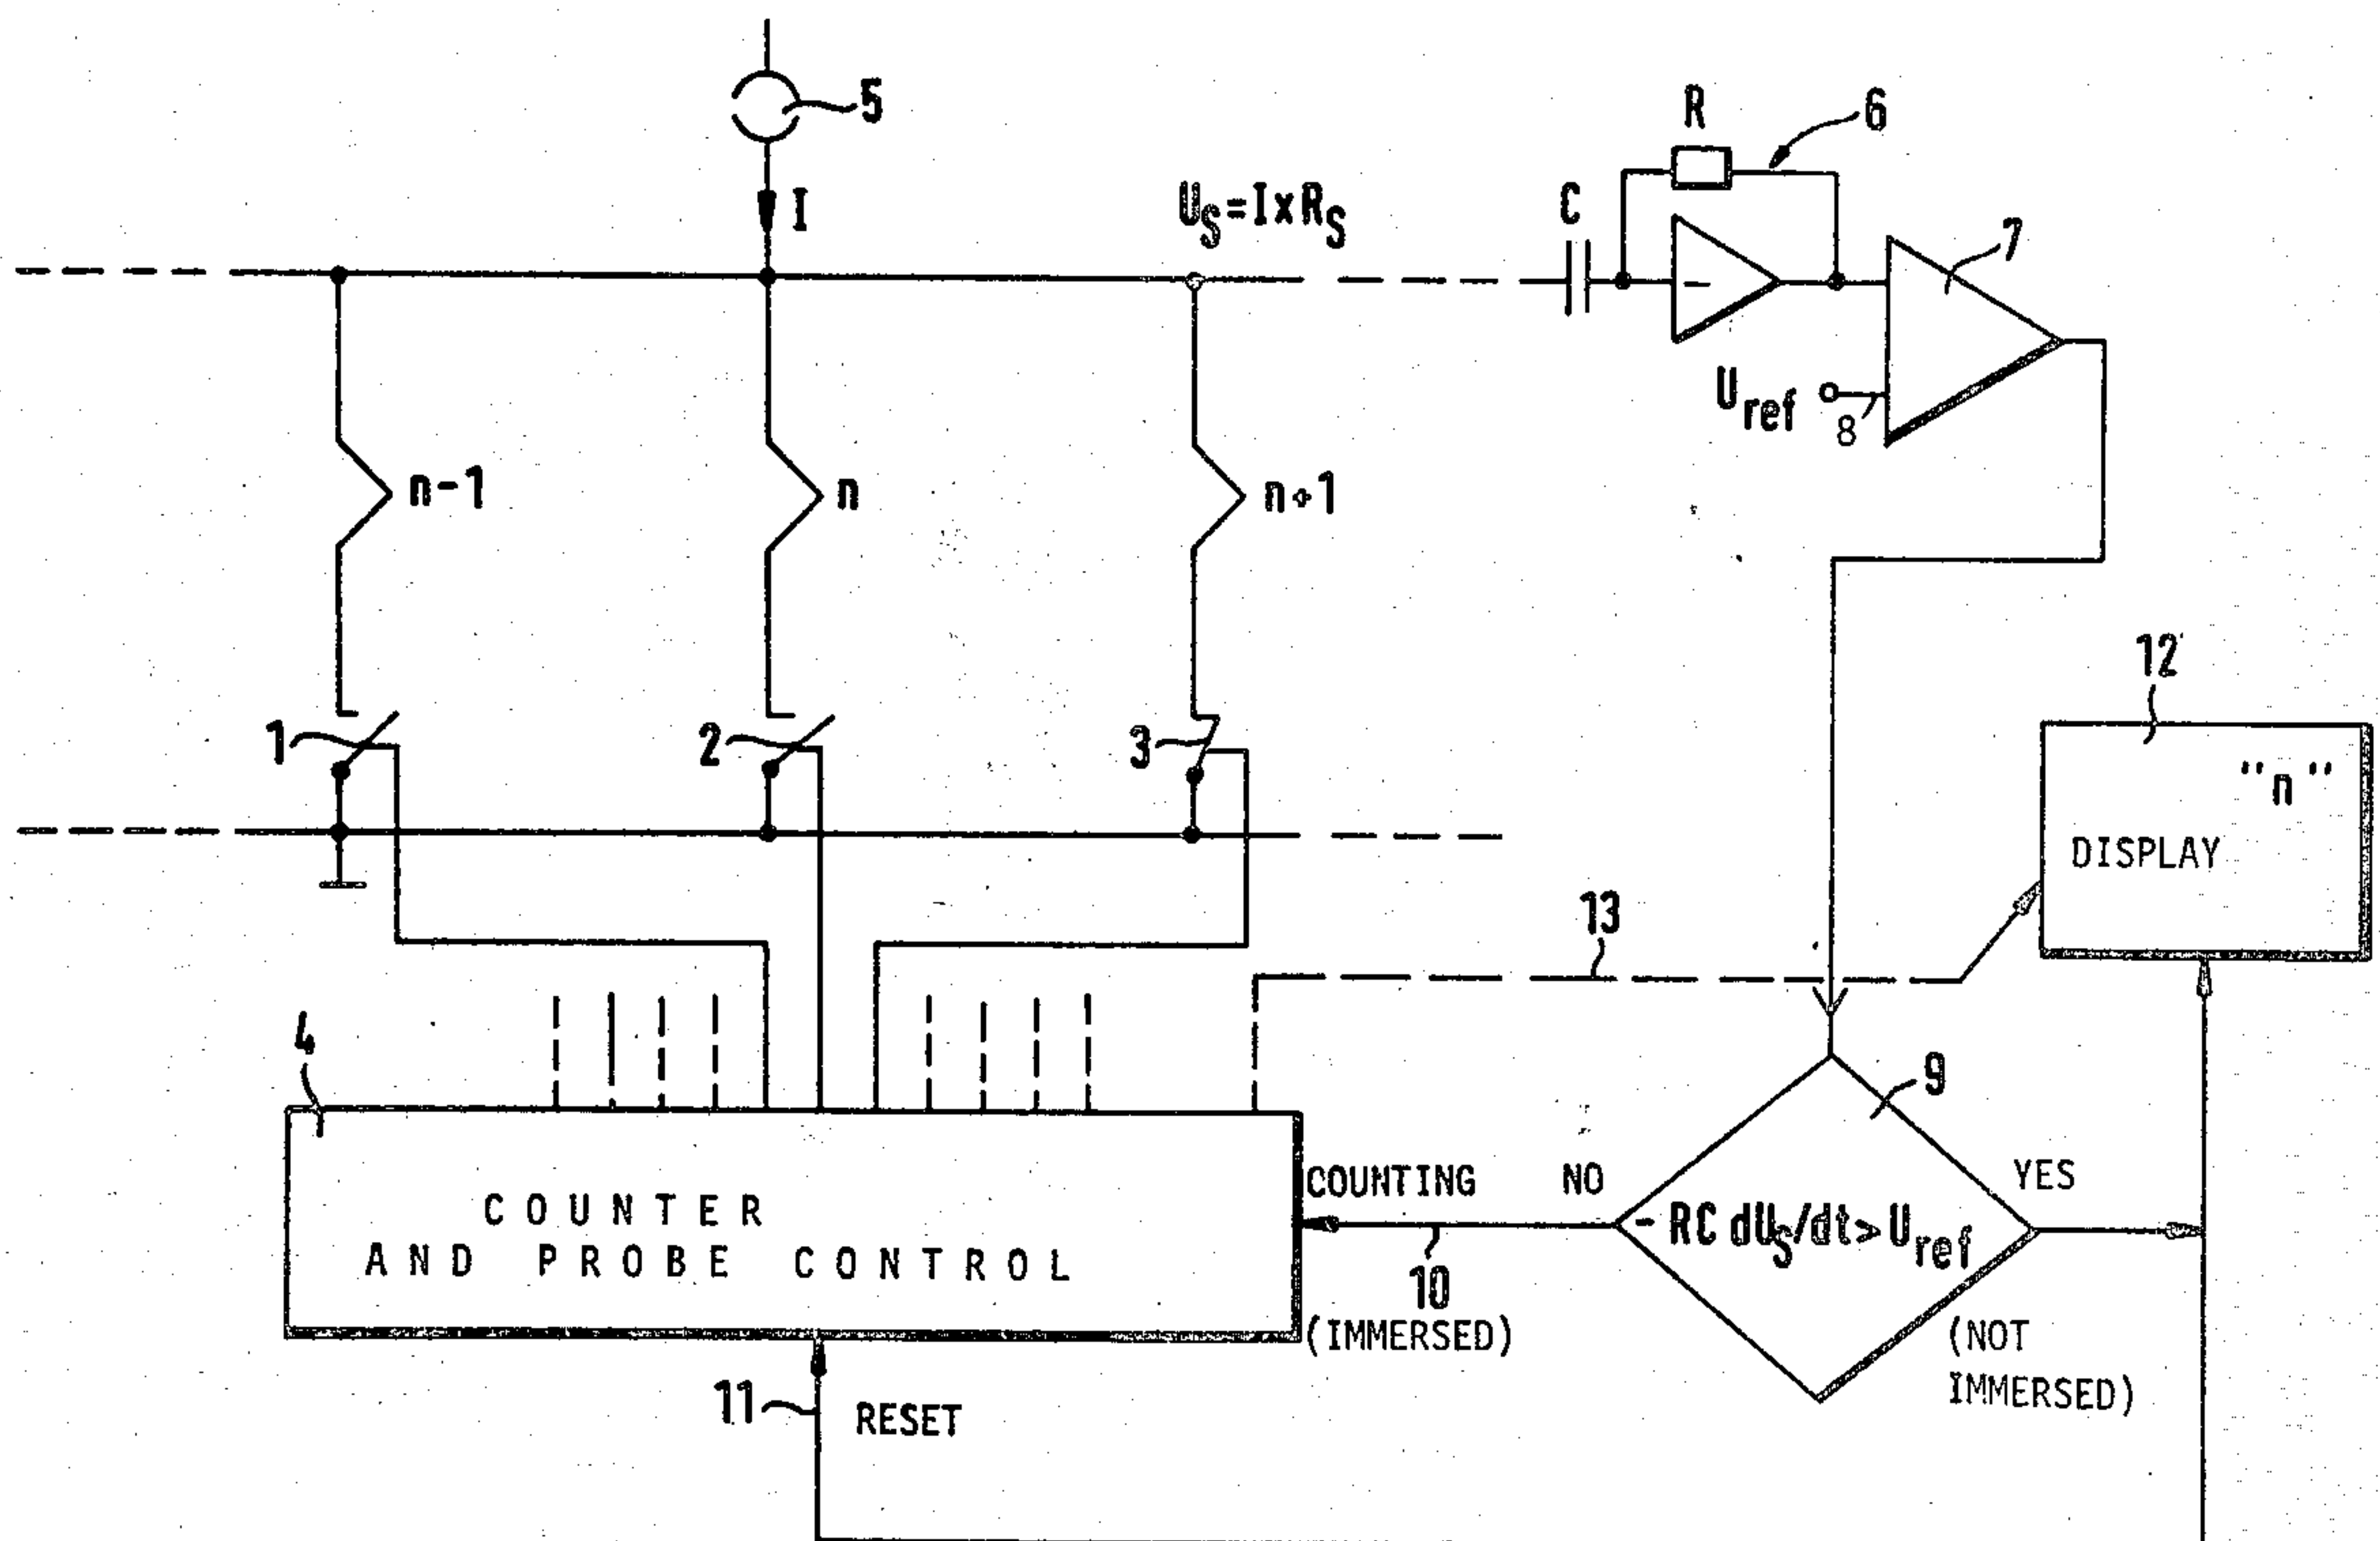 5
I
U_S=I×R_S
R
6
C
-
7
U_ref
8
n-1
n
n+1
1
2
3
12
"n"
DISPLAY
13
4
9
COUNTER
AND PROBE CONTROL
COUNTING
NO
YES
- RC dU_S/dt > U_ref
10
(IMMERSED)
(NOT
IMMERSED)
11
RESET